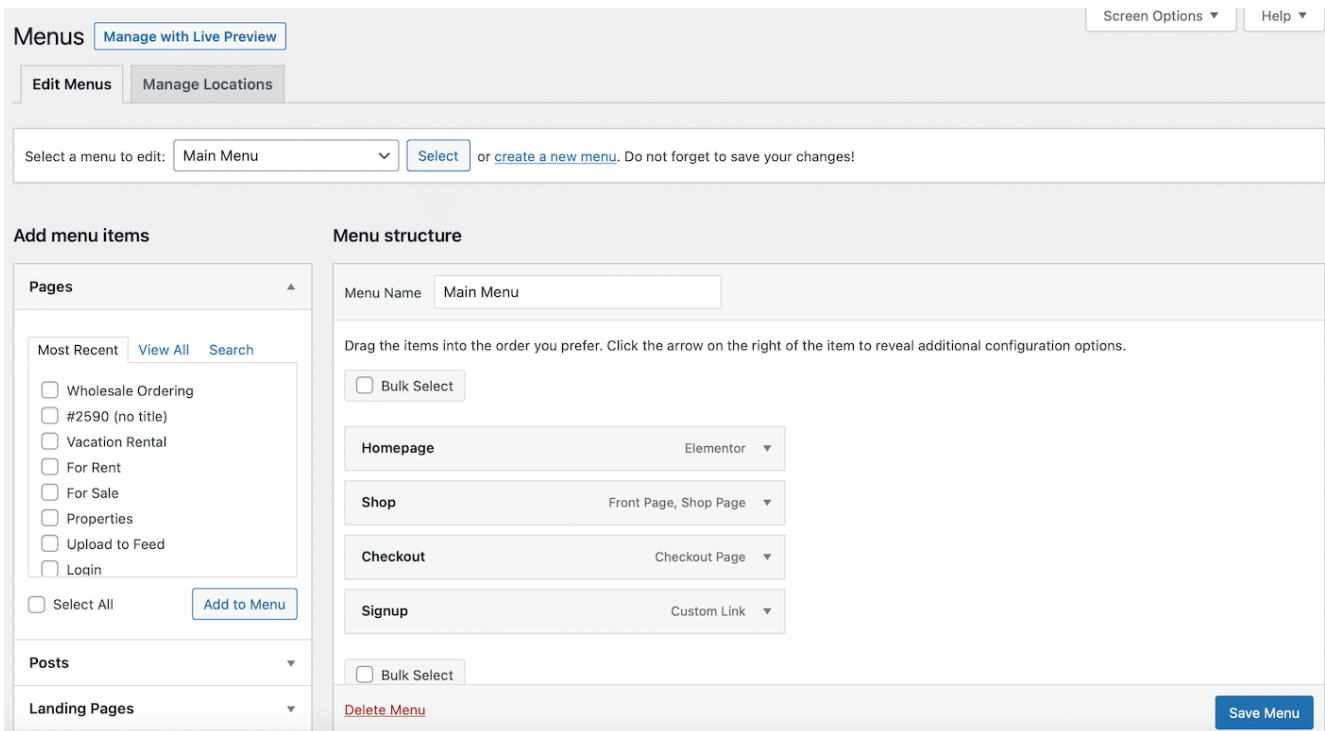 Screen Options ▼ Help ▼
Menus Manage with Live Preview
Edit Menus Manage Locations
Select a menu to edit: Main Menu Select or create a new menu. Do not forget to save your changes!
Add menu items
Pages
Most Recent View All Search
Wholesale Ordering
#2590 (no title)
Vacation Rental
For Rent
For Sale
Properties
Upload to Feed
Login
Select All Add to Menu
Posts
Landing Pages
Menu structure
Menu Name Main Menu
Drag the items into the order you prefer. Click the arrow on the right of the item to reveal additional configuration options.
Bulk Select
Homepage Elementor
Shop Front Page, Shop Page
Checkout Checkout Page
Signup Custom Link
Bulk Select
Delete Menu Save Menu